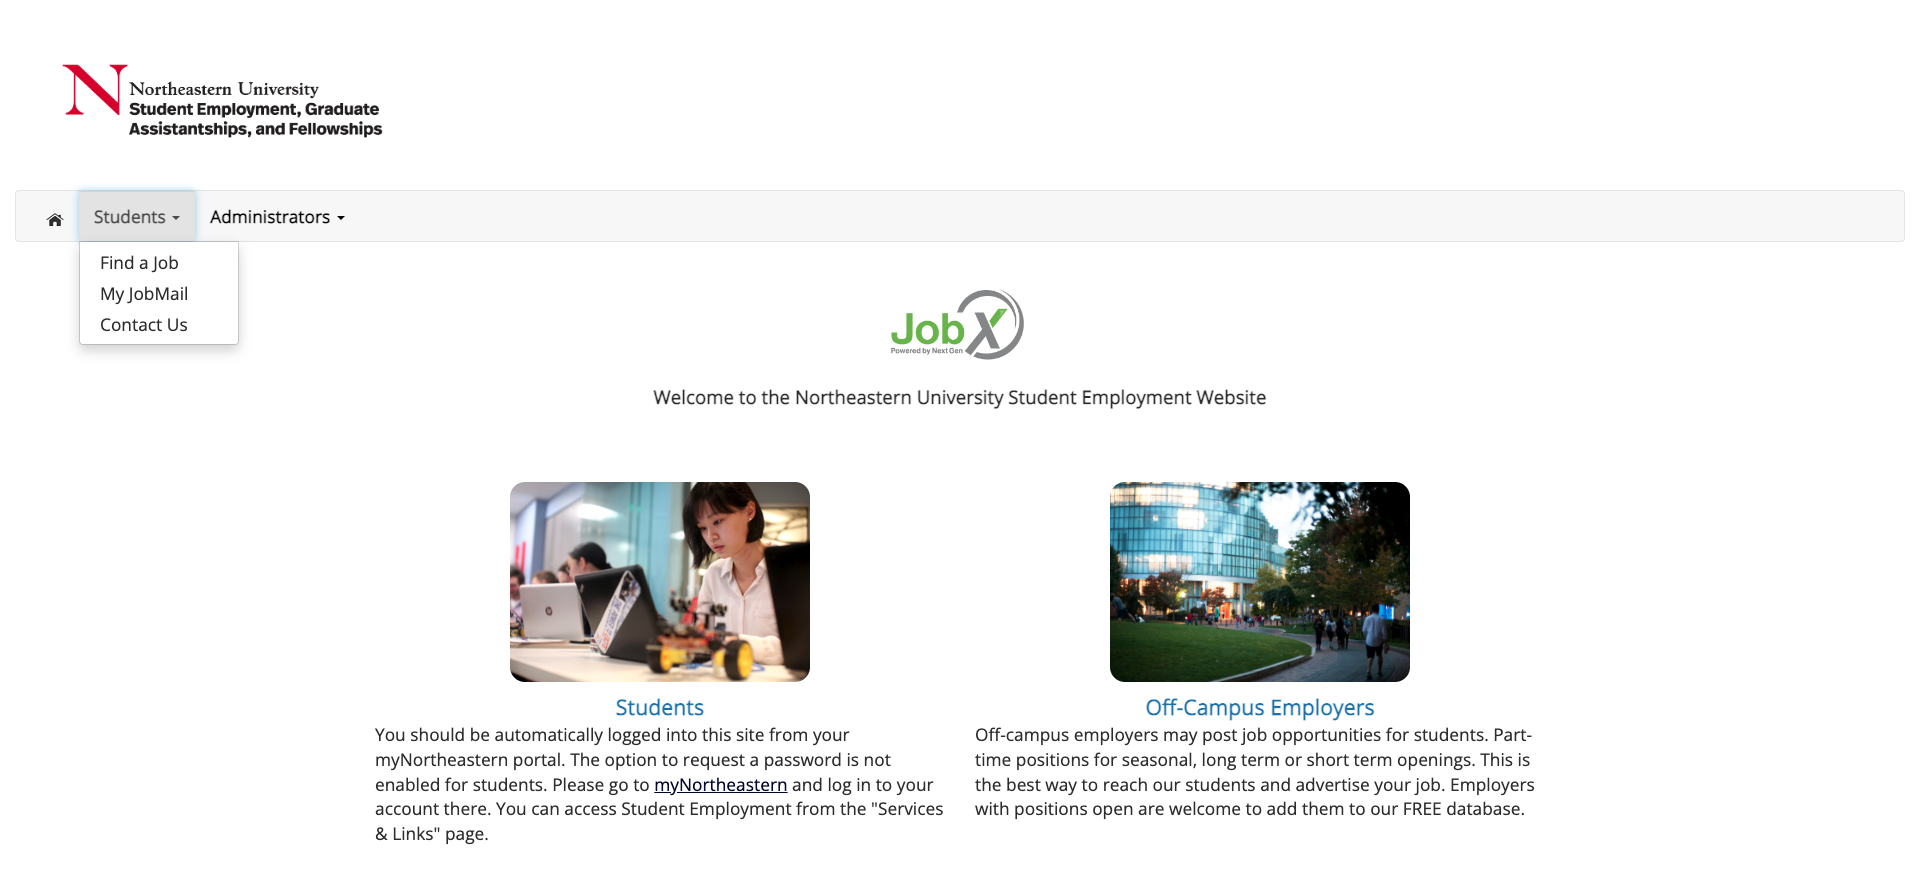 Northeastern University
Student Employment, Graduate
Assistantships, and Fellowships
Students
Administrators
Find a Job
My JobMail
Contact Us
JobX
Powered by Next Gen
Welcome to the Northeastern University Student Employment Website
Students
You should be automatically logged into this site from your
myNortheastern portal. The option to request a password is not
enabled for students. Please go to myNortheastern and log in to your
account there. You can access Student Employment from the "Services
& Links" page.
Off-Campus Employers
Off-campus employers may post job opportunities for students. Part-
time positions for seasonal, long term or short term openings. This is
the best way to reach our students and advertise your job. Employers
with positions open are welcome to add them to our FREE database.